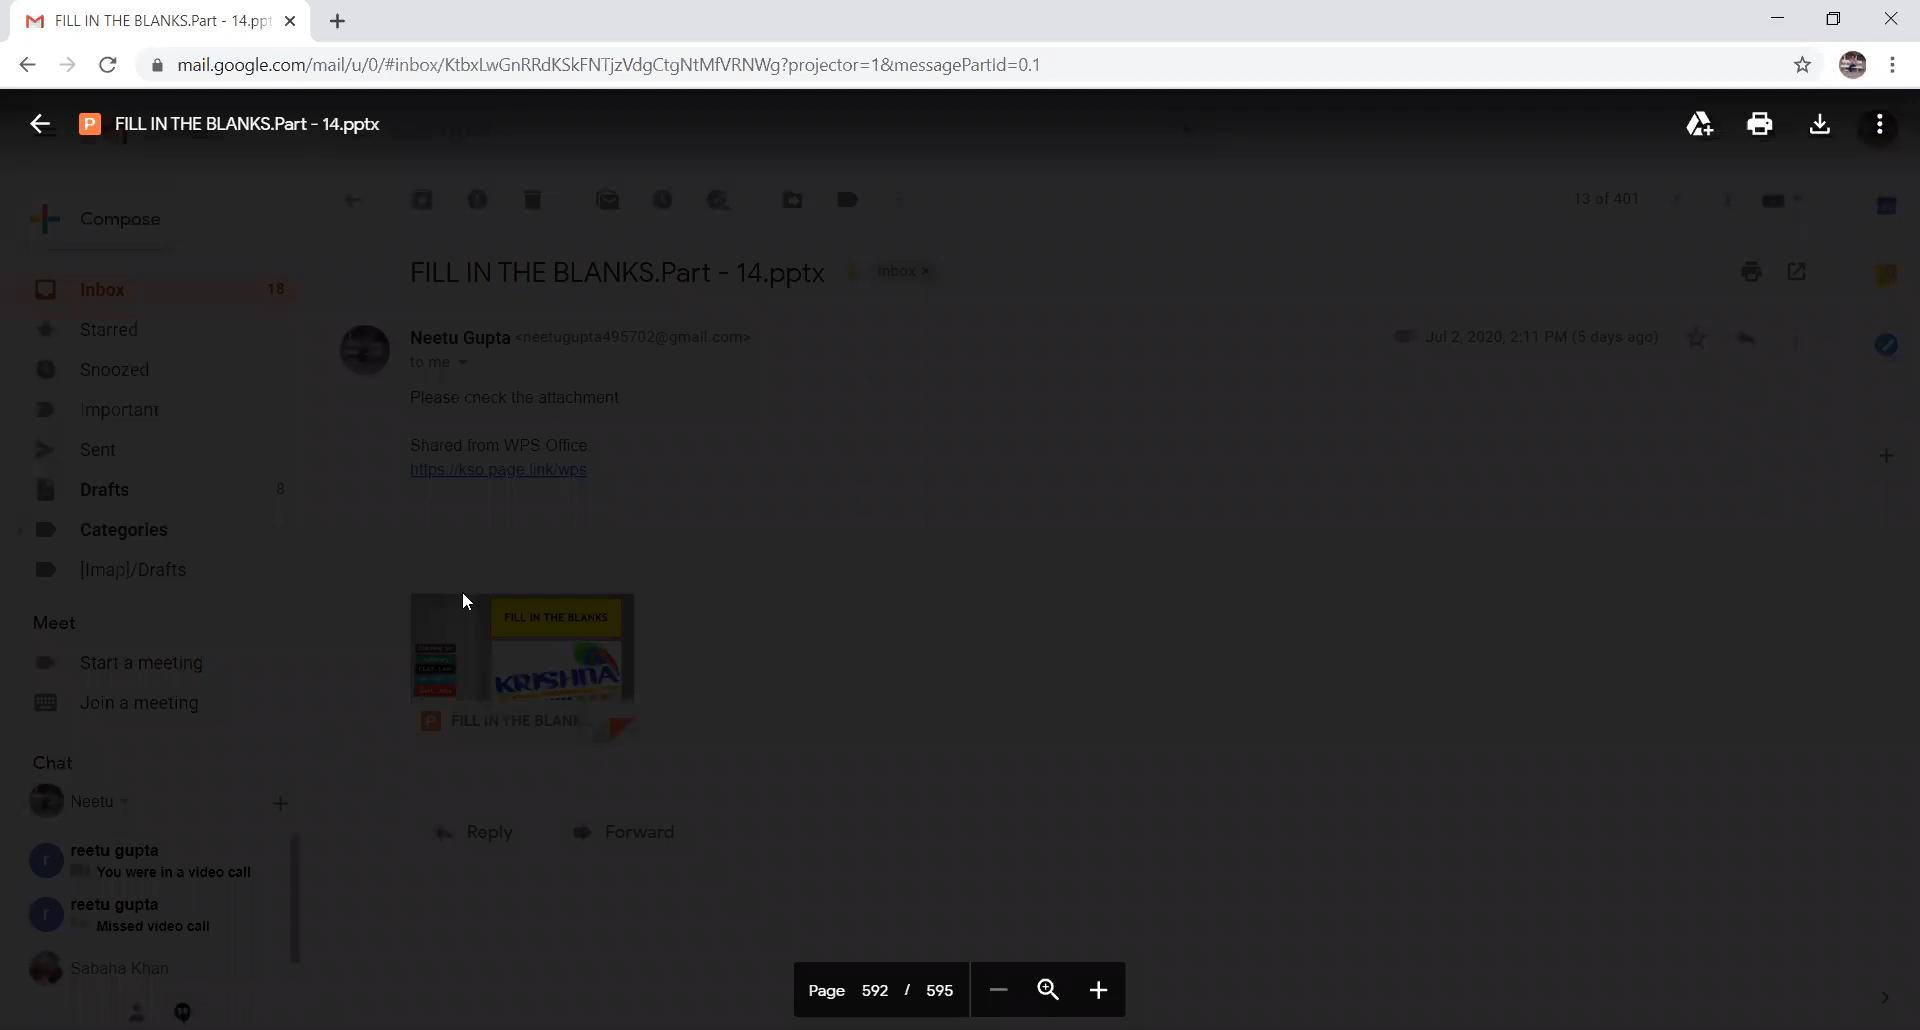 FILL IN THE BLANKS.Part - 14.ppt
mail.google.com/mail/u/0/#inbox/KtbxLwGnRRdKSkFNTjzVdgCtgNtMfVRNWg?projector=1&messagePartId=0.1
P FILL IN THE BLANKS.Part - 14.pptx
13 of 401
Compose
FILL IN THE BLANKS.Part - 14.pptx Inbox ×
Inbox 18
Starred
Neetu Gupta <neetugupta495702@gmail.com> Jul 2, 2020, 2:11 PM (5 days ago)
to me
Snoozed
Please check the attachment
Important
Shared from WPS Office
Sent
https://kso.page.link/wps
Drafts 8
Categories
[Imap]/Drafts
FILL IN THE BLANKS
Meet
Start a meeting
KRISHNA
Join a meeting
P FILL IN THE BLANK
Chat
Neetu
Reply Forward
r reetu gupta
You were in a video call
r reetu gupta
Missed video call
Sabaha Khan
Page 592 / 595